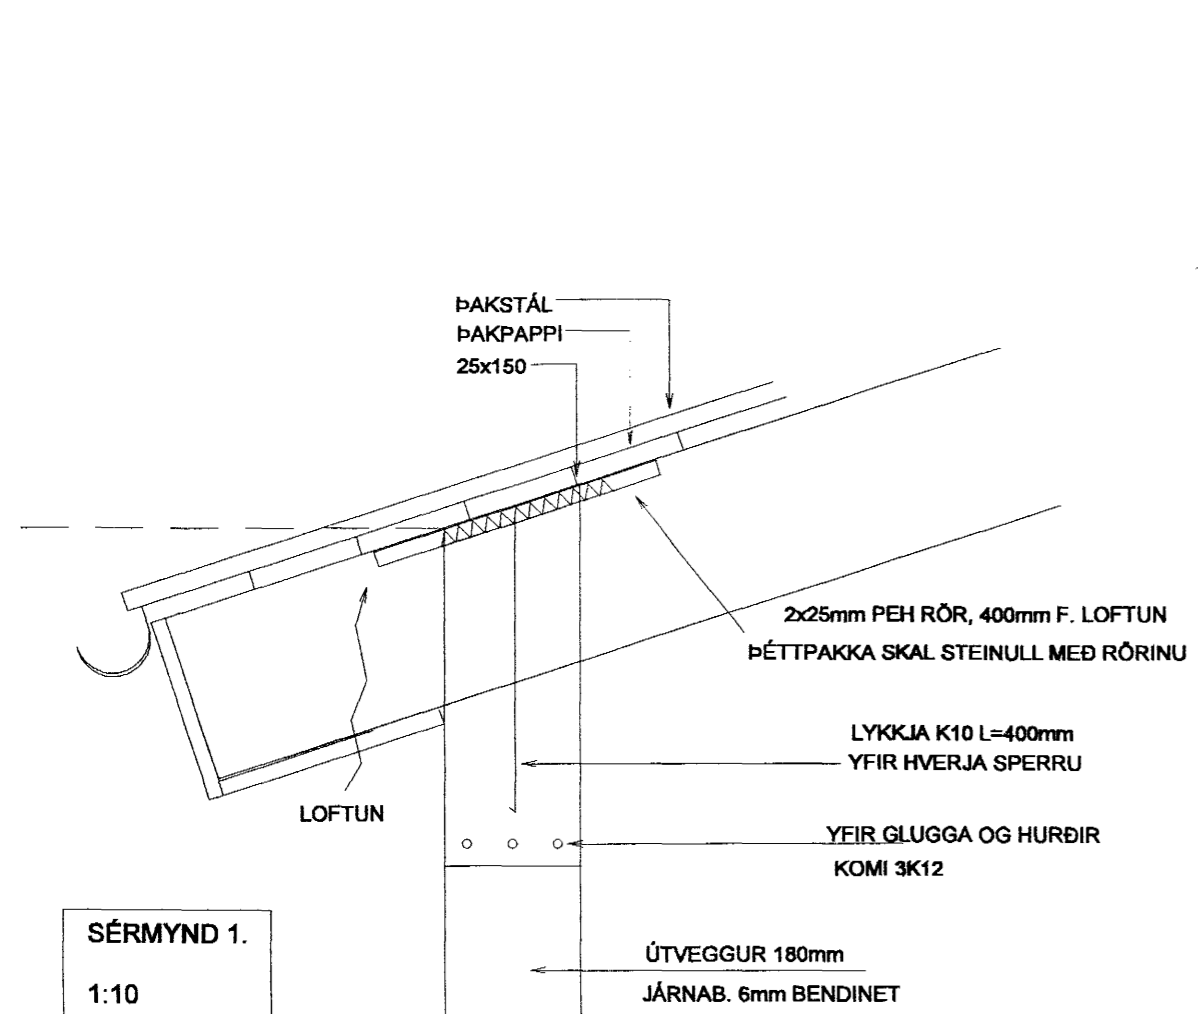 ÞAKSTÁL
ÞAKPAPPI
25x150
2x25mm PEH RÖR, 400mm F. LOFTUN
ÞÉTTPAKKA SKAL STEINULL MEÐ RÖRINU
LYKKJA K10 L=400mm
YFIR HVERJA SPERRU
LOFTUN
YFIR GLUGGA OG HURÐIR
KOMI 3K12
SÉRMYND 1.
1:10
ÚTVEGGUR 180mm
JÁRNAB. 6mm BENDINET